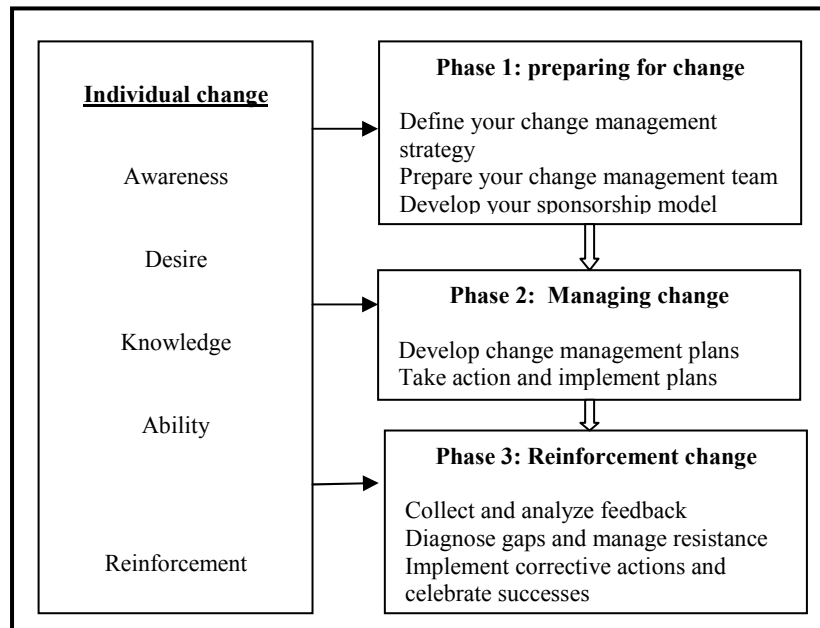 Individual change
Awareness
Desire
Knowledge
Ability
Reinforcement
Phase 1: preparing for change
Define your change management
strategy
Prepare your change management team
Develop your sponsorship model
Phase 2:  Managing change
Develop change management plans
Take action and implement plans
Phase 3: Reinforcement change
Collect and analyze feedback
Diagnose gaps and manage resistance
Implement corrective actions and
celebrate successes